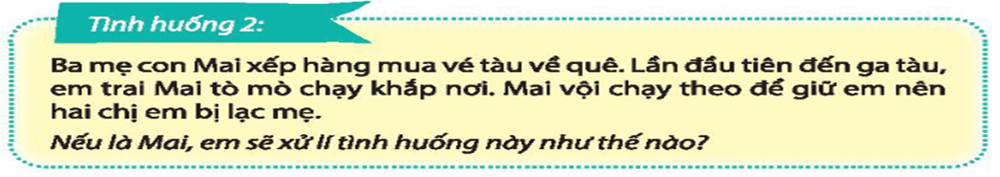 Tình huống 2:
Ba mẹ con Mai xếp hàng mua vé tàu về quê. Lần đầu tiên đến ga tàu,
em trai Mai tò mò chạy khắp nơi. Mai vội chạy theo để giữ em nên
hai chị em bị lạc mẹ.
Nếu là Mai, em sẽ xử lí tình huống này như thế nào?